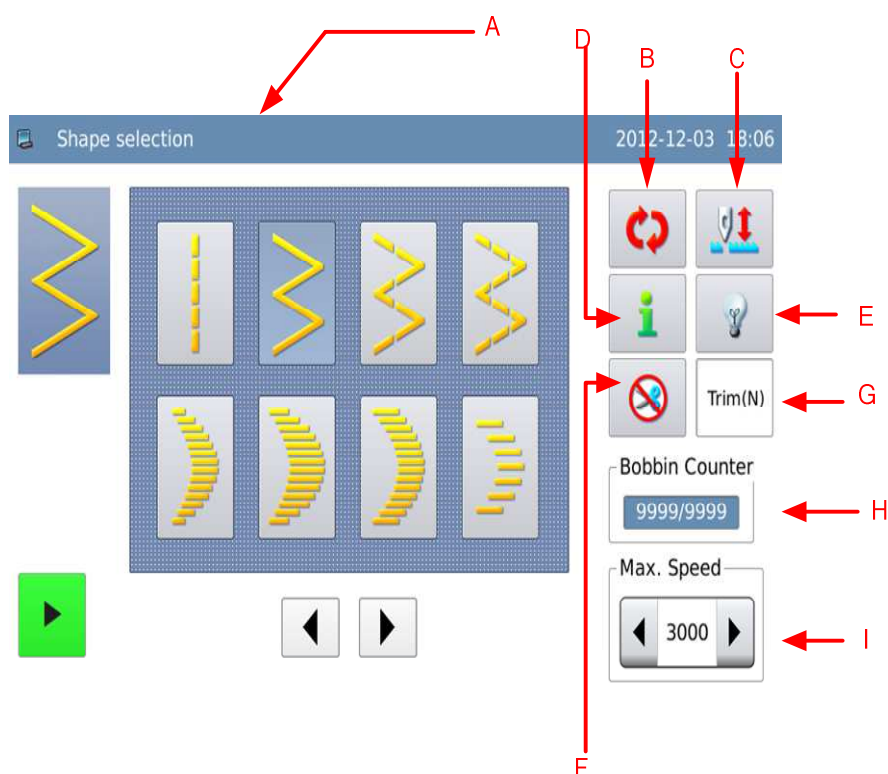 A
D
B
C
Shape selection
2012-12-03 18:06
E
Trim(N)
G
Bobbin Counter
9999/9999
H
Max. Speed
3000
I
F